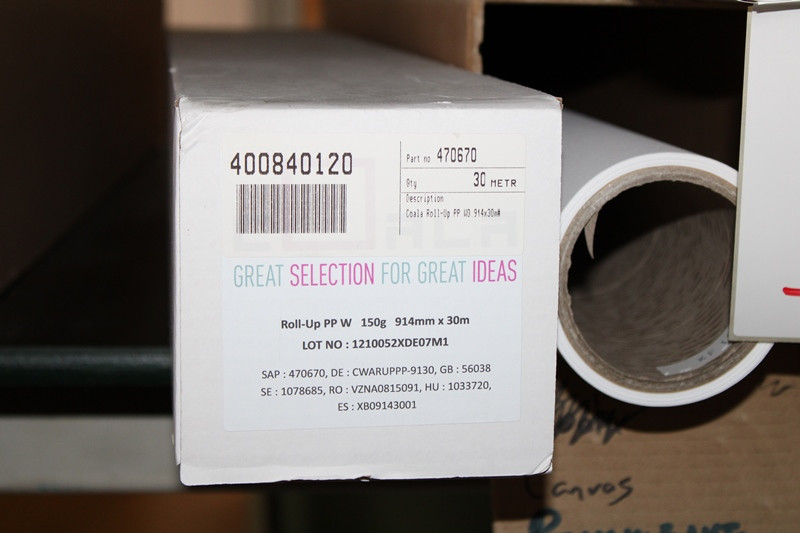 400840120
Part no 470670
Qty 30 METR
Description
Coala Roll-Up PP WO 914x30m#
GREAT SELECTION FOR GREAT IDEAS
Roll-Up PP W 150g 914mm x 30m
LOT NO : 1210052XDE07M1
SAP : 470670, DE : CWARUPPP-9130, GB : 56038
SE : 1078685, RO : VZNA0815091, HU : 1033720,
ES : XB09143001
Canvos